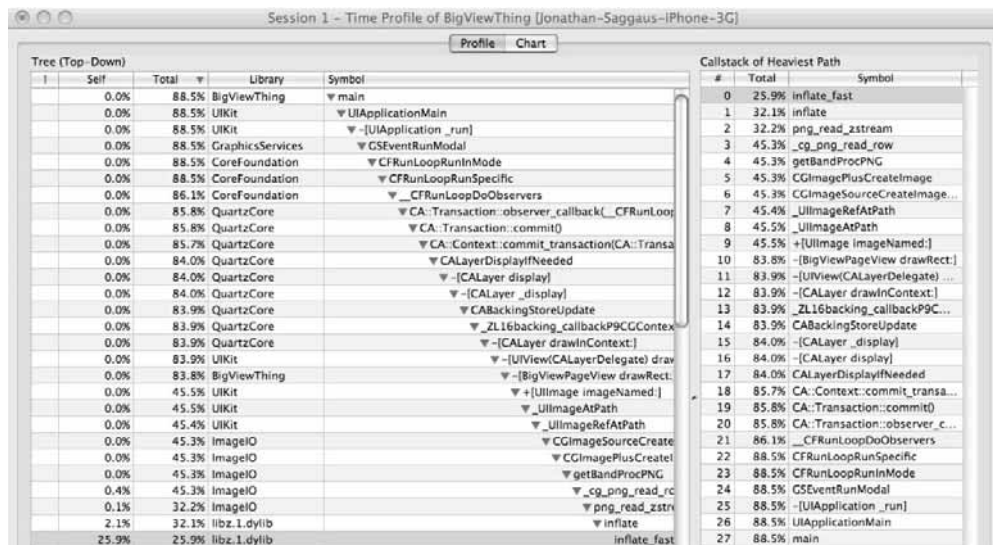 Session 1 - Time Profile of BigViewThing [Jonathan-Saggaus-iPhone-3G]
Profile Chart
Tree (Top-Down)
! Self Total Library Symbol
0.0% 88.5% BigViewThing main
0.0% 88.5% UIKit UIApplicationMain
0.0% 88.5% UIKit -[UIApplication _run]
0.0% 88.5% GraphicsServices GSEventRunModal
0.0% 88.5% CoreFoundation CFRunLoopRunInMode
0.0% 88.5% CoreFoundation CFRunLoopRunSpecific
0.0% 86.1% CoreFoundation __CFRunLoopDoObservers
0.0% 85.8% QuartzCore CA::Transaction::observer_callback(__CFRunLoop
0.0% 85.8% QuartzCore CA::Transaction::commit()
0.0% 85.7% QuartzCore CA::Context::commit_transaction(CA::Transa
0.0% 84.0% QuartzCore CALayerDisplayIfNeeded
0.0% 84.0% QuartzCore -[CALayer display]
0.0% 84.0% QuartzCore -[CALayer _display]
0.0% 83.9% QuartzCore CABackingStoreUpdate
0.0% 83.9% QuartzCore _ZL16backing_callbackP9CGContex
0.0% 83.9% QuartzCore -[CALayer drawInContext:]
0.0% 83.9% UIKit -[UIView(CALayerDelegate) draw
0.0% 83.8% BigViewThing -[BigViewPageView drawRect:]
0.0% 45.5% UIKit +[UIImage imageNamed:]
0.0% 45.5% UIKit _UIImageAtPath
0.0% 45.4% UIKit _UIImageRefAtPath
0.0% 45.3% ImageIO CGImageSourceCreate
0.0% 45.3% ImageIO CGImagePlusCreateI
0.0% 45.3% ImageIO getBandProcPNG
0.4% 45.3% ImageIO _cg_png_read_ro
0.1% 32.2% ImageIO png_read_zstre
2.1% 32.1% libz.1.dylib inflate
25.9% 25.9% libz.1.dylib inflate_fast
Callstack of Heaviest Path
# Total Symbol
0 25.9% inflate_fast
1 32.1% inflate
2 32.2% png_read_zstream
3 45.3% _cg_png_read_row
4 45.3% getBandProcPNG
5 45.3% CGImagePlusCreateImage
6 45.3% CGImageSourceCreateImage...
7 45.4% _UIImageRefAtPath
8 45.5% _UIImageAtPath
9 45.5% +[UIImage imageNamed:]
10 83.8% -[BigViewPageView drawRect:]
11 83.9% -[UIView(CALayerDelegate) ...
12 83.9% -[CALayer drawInContext:]
13 83.9% _ZL16backing_callbackP9C...
14 83.9% CABackingStoreUpdate
15 84.0% -[CALayer _display]
16 84.0% -[CALayer display]
17 84.0% CALayerDisplayIfNeeded
18 85.7% CA::Context::commit_transa...
19 85.8% CA::Transaction::commit()
20 85.8% CA::Transaction::observer_c...
21 86.1% __CFRunLoopDoObservers
22 88.5% CFRunLoopRunSpecific
23 88.5% CFRunLoopRunInMode
24 88.5% GSEventRunModal
25 88.5% -[UIApplication _run]
26 88.5% UIApplicationMain
27 88.5% main